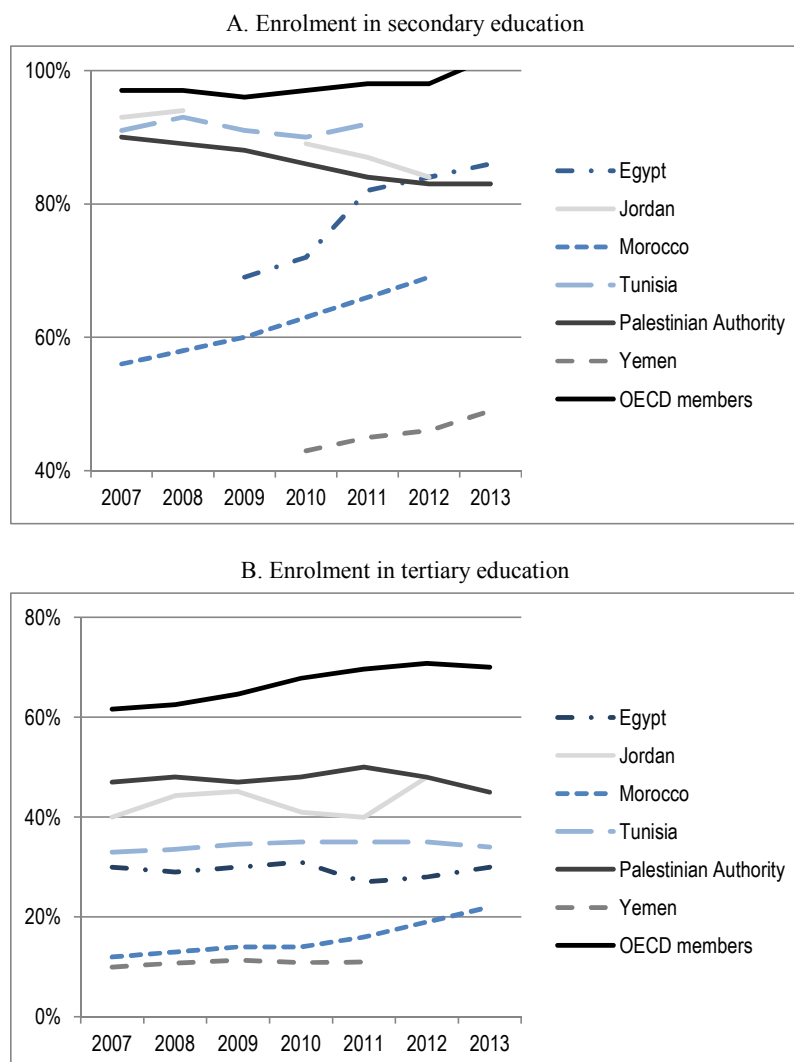 A. Enrolment in secondary education
100%
80%
60%
40%
2007 2008 2009 2010 2011 2012 2013
Egypt
Jordan
Morocco
Tunisia
Palestinian Authority
Yemen
OECD members
B. Enrolment in tertiary education
80%
60%
40%
20%
0%
2007 2008 2009 2010 2011 2012 2013
Egypt
Jordan
Morocco
Tunisia
Palestinian Authority
Yemen
OECD members